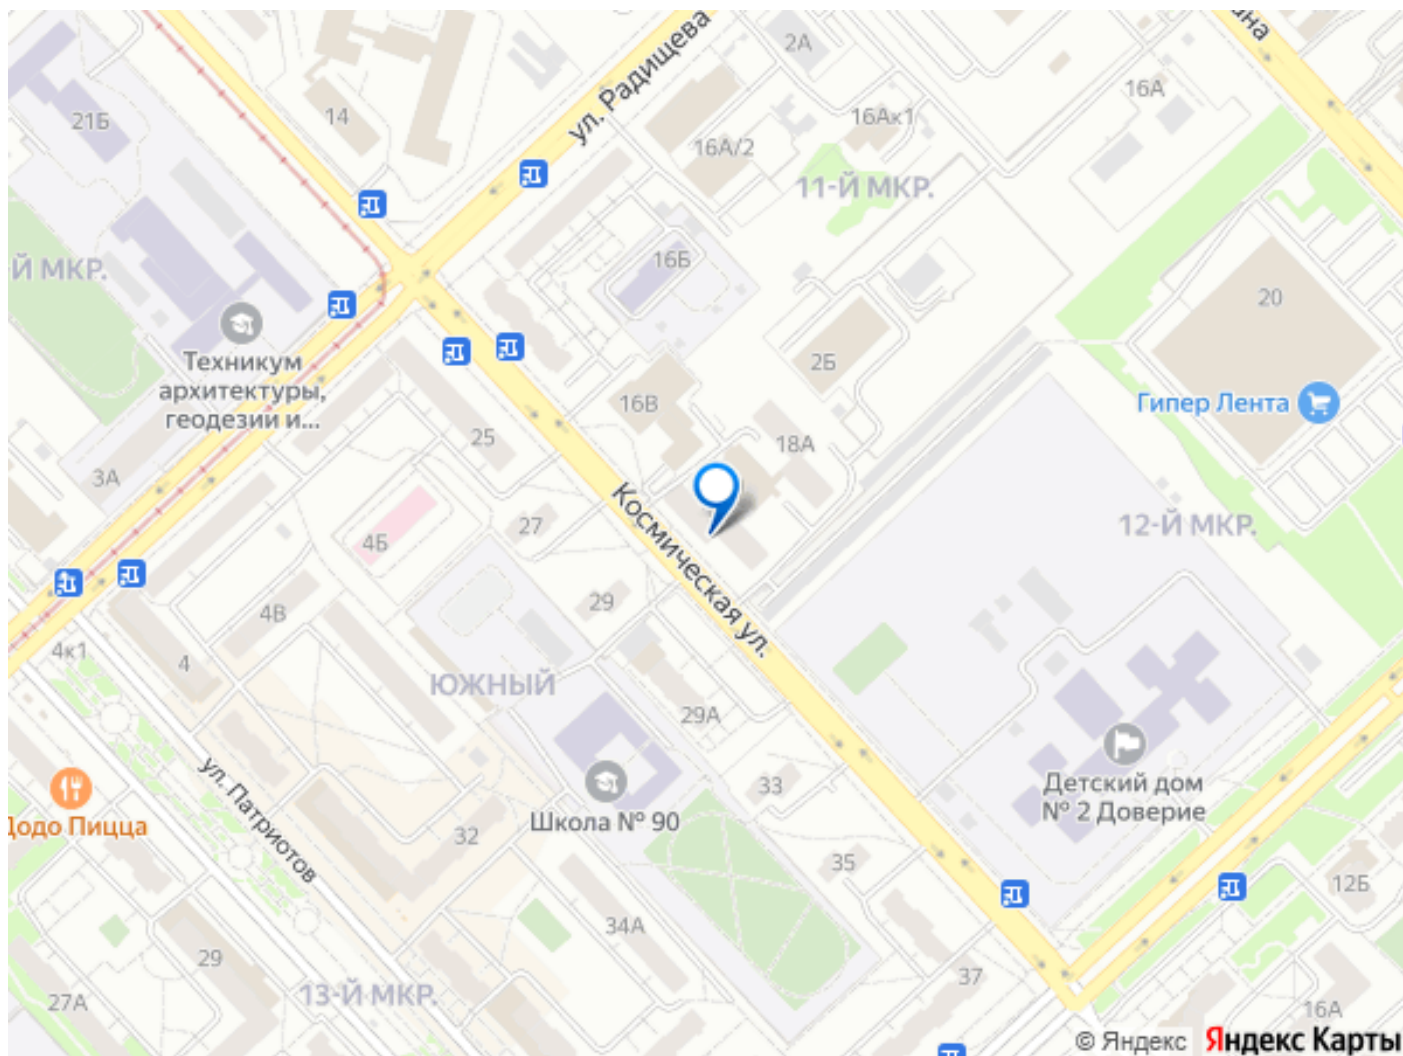 ул. Радищева
2А
16А
21Б
14
16Ак1
16А/2
11-Й МКР.
Й МКР.
16Б
20
Техникум
архитектуры,
геодезии и...
2Б
Гипер Лента
16В
25
18А
3А
27
12-Й МКР.
4Б
Космическая ул.
29
4В
4к1
4
ЮЖНЫЙ
29А
Детский дом
№ 2 Доверие
33
ул. Патриотов
Додо Пицца
Школа № 90
32
35
12Б
34А
29
37
27А
13-Й МКР.
16А
© Яндекс Яндекс Карты